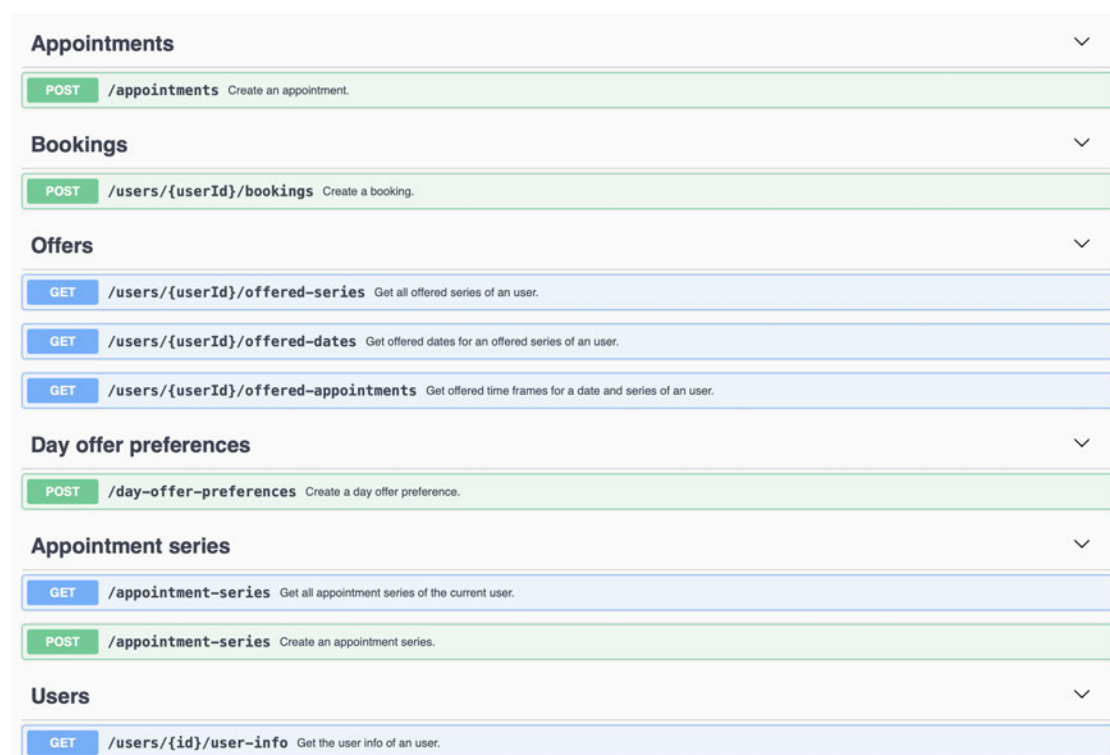 Appointments
POST /appointments Create an appointment.
Bookings
POST /users/{userId}/bookings Create a booking.
Offers
GET /users/{userId}/offered-series Get all offered series of an user.
GET /users/{userId}/offered-dates Get offered dates for an offered series of an user.
GET /users/{userId}/offered-appointments Get offered time frames for a date and series of an user.
Day offer preferences
POST /day-offer-preferences Create a day offer preference.
Appointment series
GET /appointment-series Get all appointment series of the current user.
POST /appointment-series Create an appointment series.
Users
GET /users/{id}/user-info Get the user info of an user.